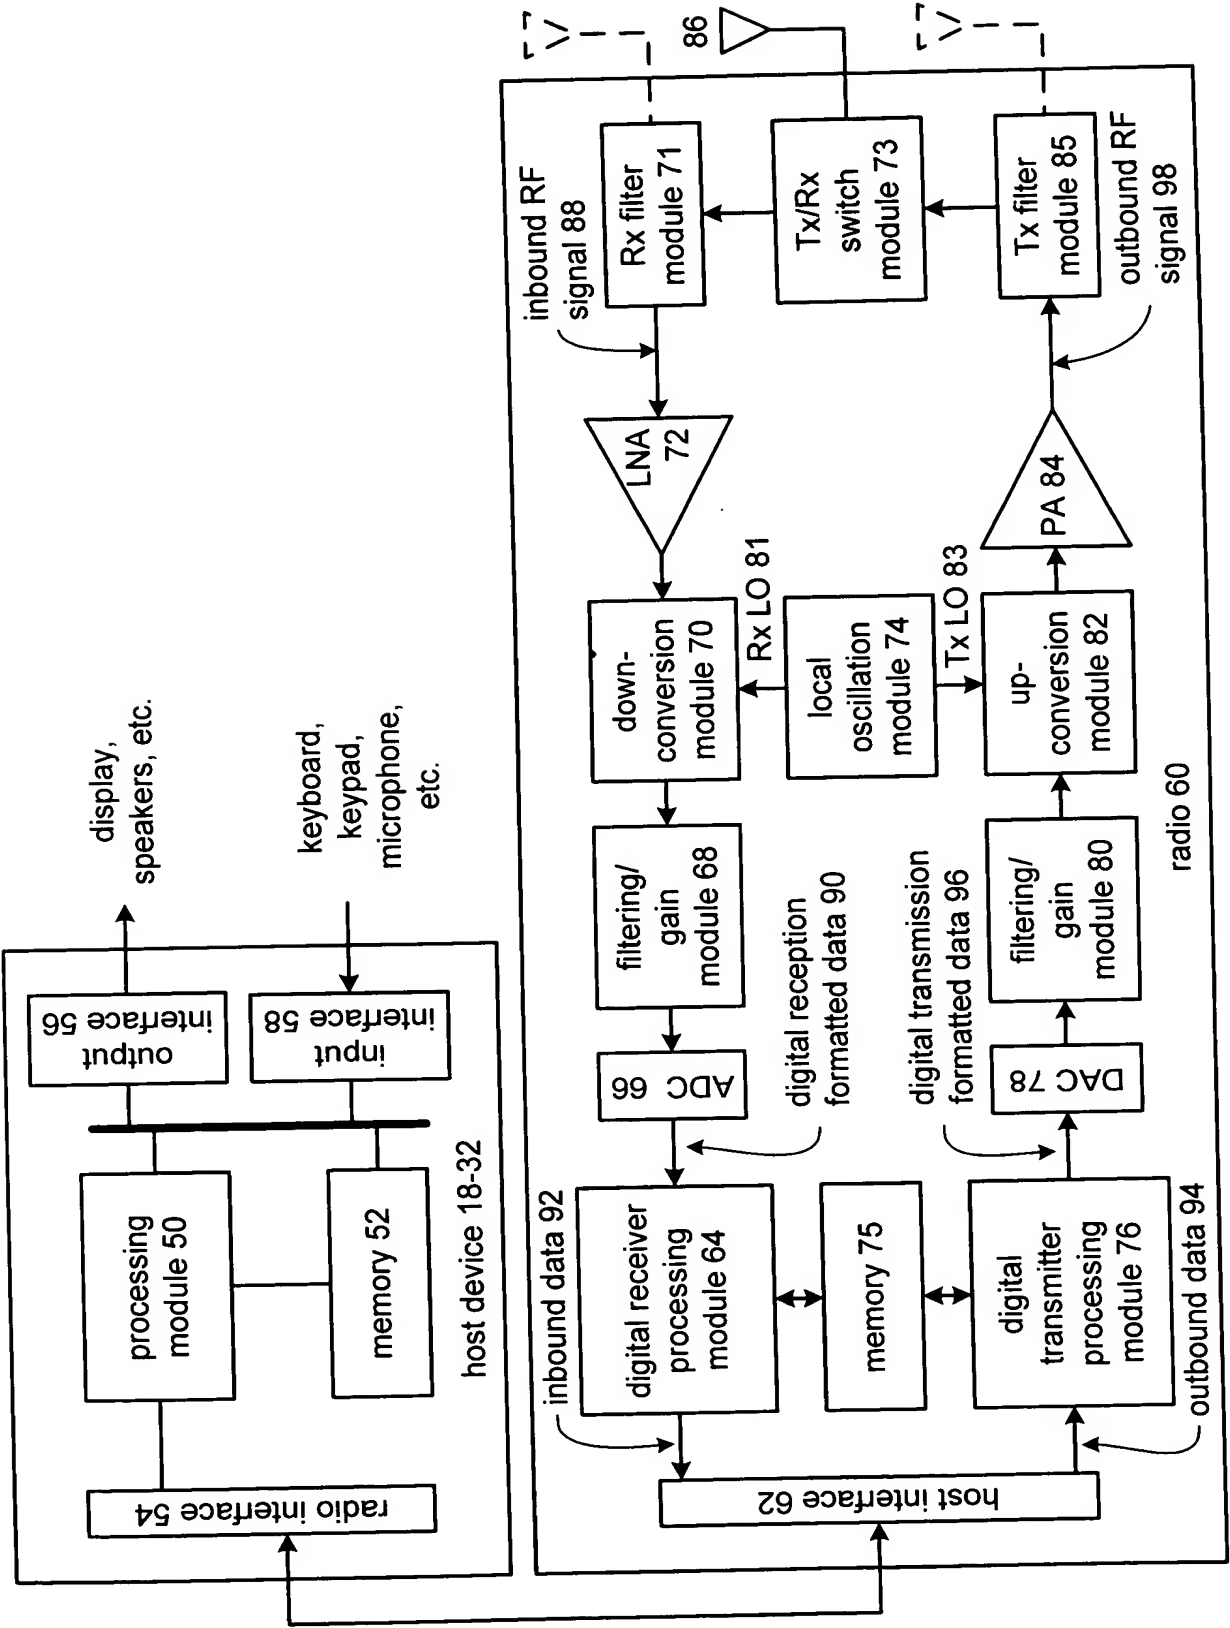 radio interface 54
processing
module 50
memory 52
output
interface 56
input
interface 58
display,
speakers, etc.
keyboard,
keypad,
microphone,
etc.
host device 18-32
host interface 62
inbound data 92
digital receiver
processing
module 64
memory 75
digital
transmitter
processing
module 76
outbound data 94
ADC 66
digital reception
formatted data 90
digital transmission
formatted data 96
DAC 78
filtering/
gain
module 68
filtering/
gain
module 80
down-
conversion
module 70
Rx LO 81
local
oscillation
module 74
Tx LO 83
up-
conversion
module 82
LNA
72
PA 84
inbound RF
signal 88
Rx filter
module 71
Tx/Rx
switch
module 73
Tx filter
module 85
outbound RF
signal 98
86
radio 60